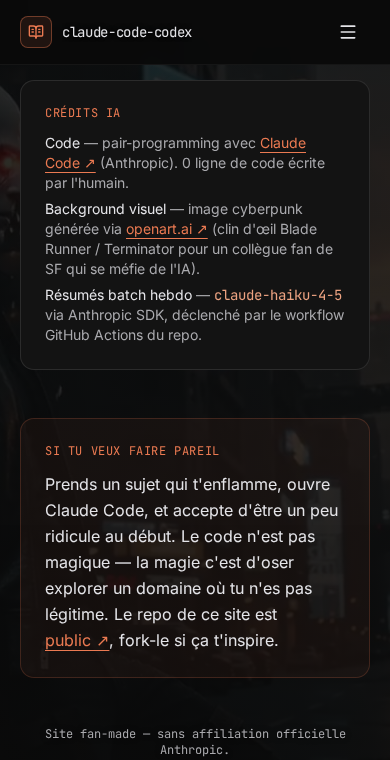 claude-code-codex
CRÉDITS IA
Code — pair-programming avec Claude
Code ↗ (Anthropic). 0 ligne de code écrite
par l'humain.
Background visuel — image cyberpunk
générée via openart.ai ↗ (clin d'œil Blade
Runner / Terminator pour un collègue fan de
SF qui se méfie de l'IA).
Résumés batch hebdo — claude-haiku-4-5
via Anthropic SDK, déclenché par le workflow
GitHub Actions du repo.
SI TU VEUX FAIRE PAREIL
Prends un sujet qui t'enflamme, ouvre
Claude Code, et accepte d'être un peu
ridicule au début. Le code n'est pas
magique — la magie c'est d'oser
explorer un domaine où tu n'es pas
légitime. Le repo de ce site est
public ↗, fork-le si ça t'inspire.
Site fan-made — sans affiliation officielle
Anthropic.